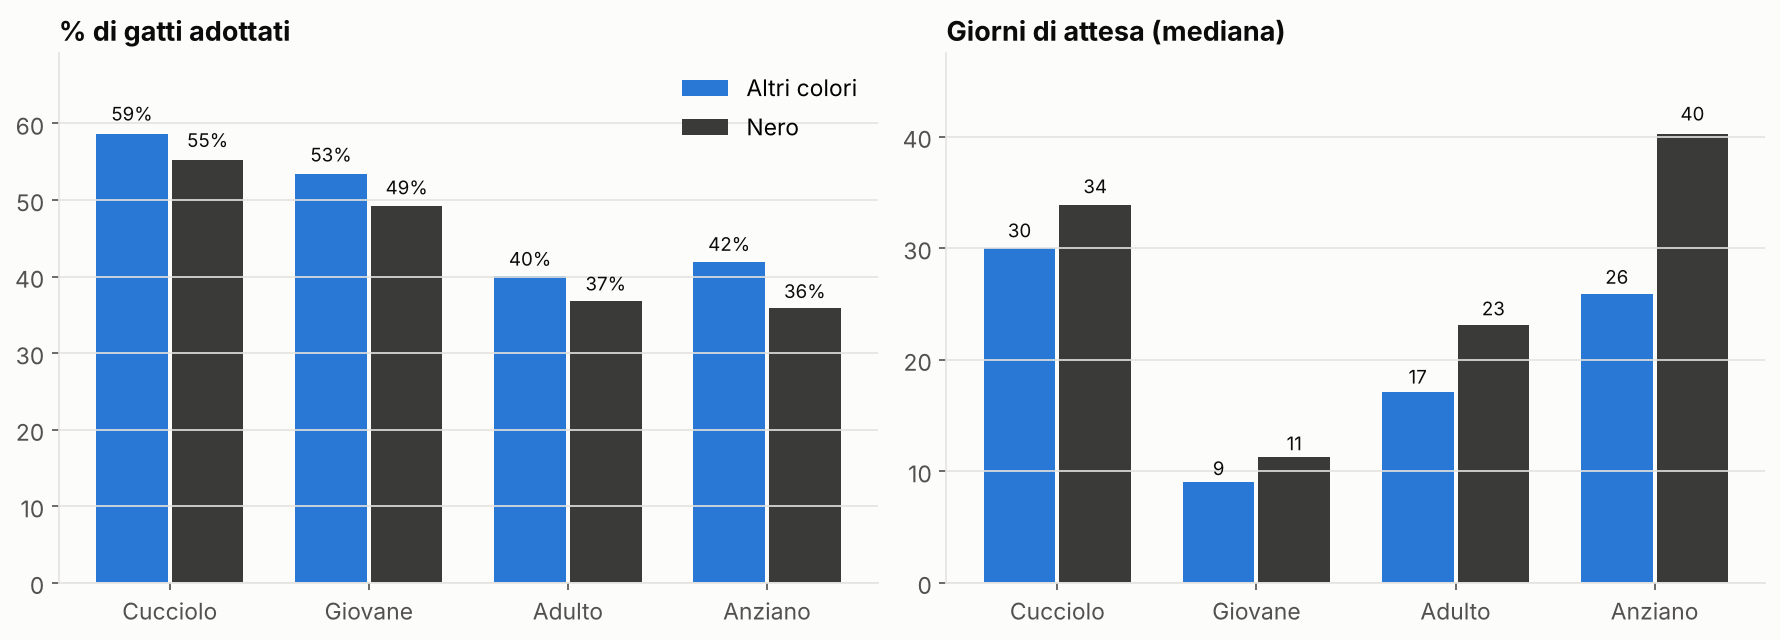 % di gatti adottati
Altri colori
Nero
59%
55%
53%
49%
40%
37%
42%
36%
60
50
40
30
20
10
0
Cucciolo
Giovane
Adulto
Anziano
Giorni di attesa (mediana)
30
34
9
11
17
23
26
40
40
30
20
10
0
Cucciolo
Giovane
Adulto
Anziano